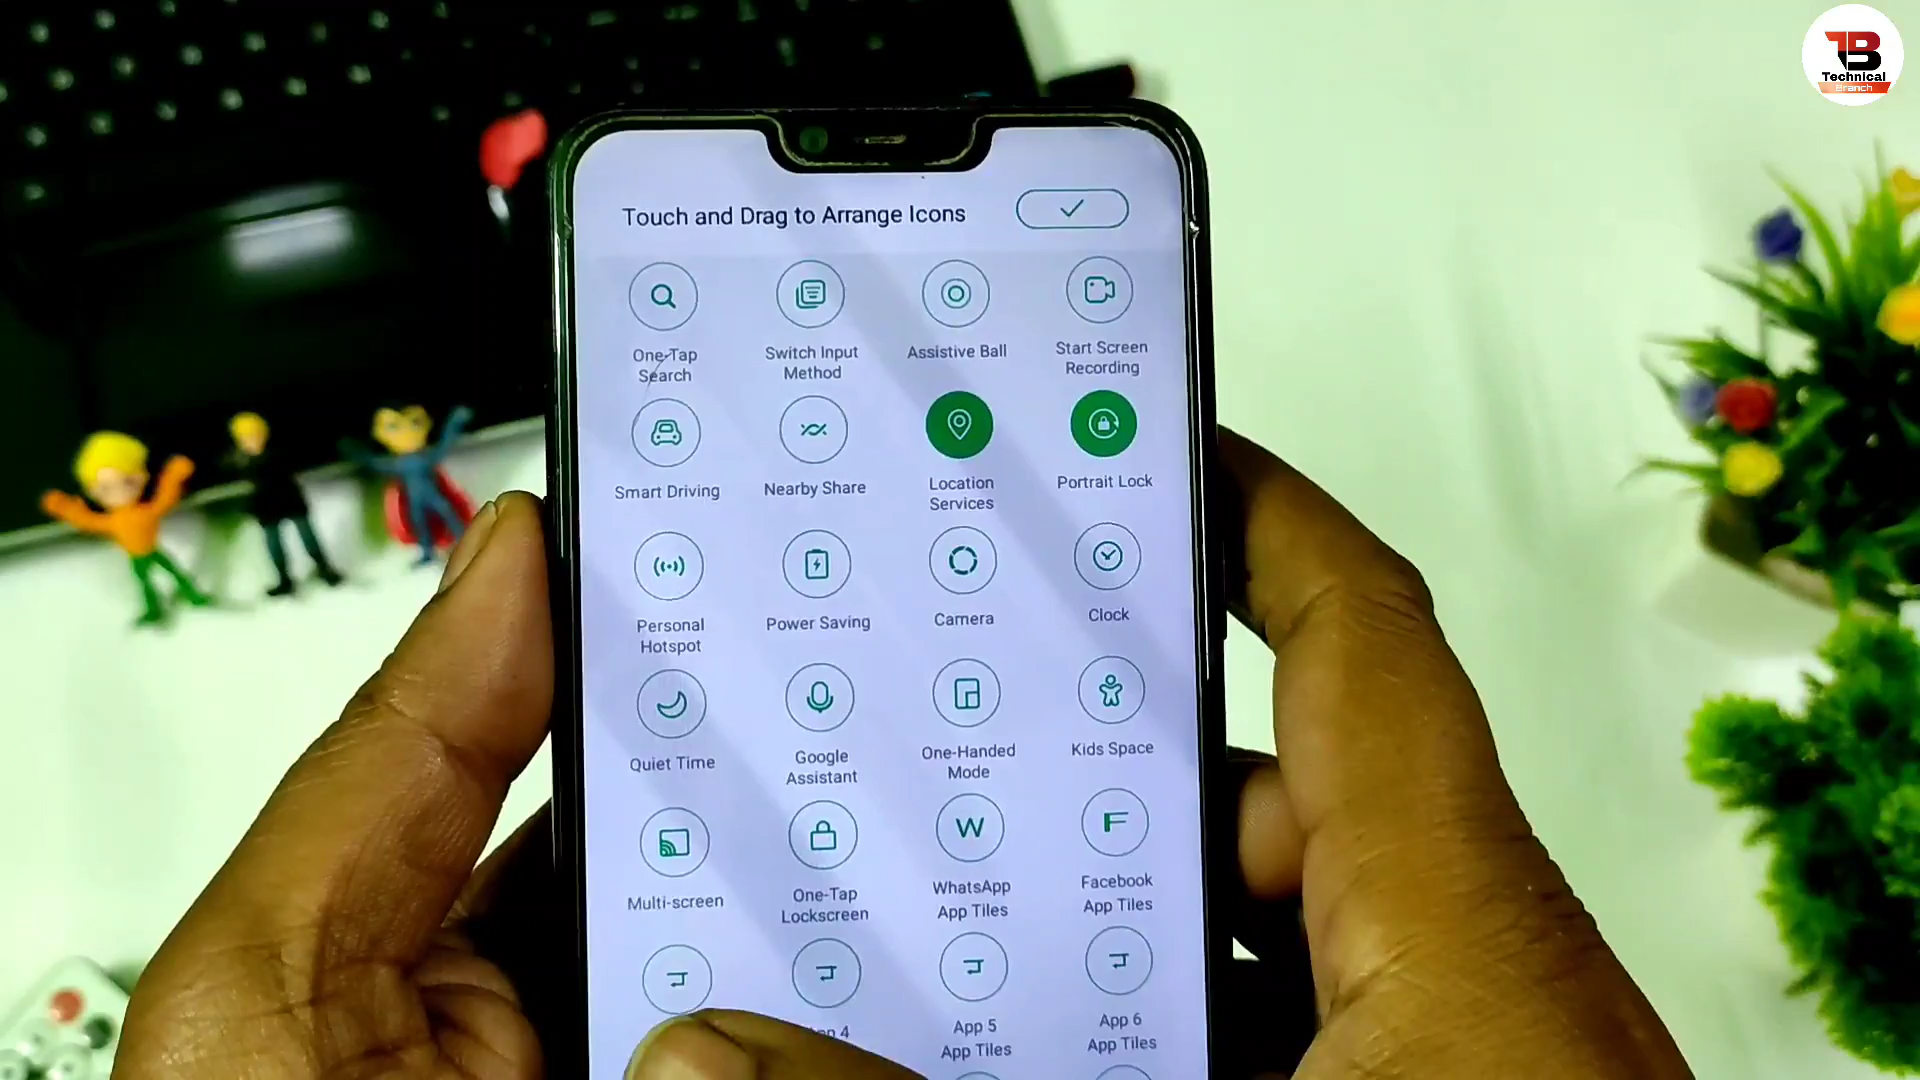 TB
Technical
Branch
Touch and Drag to Arrange Icons
One-Tap
Search
Switch Input
Method
Assistive Ball
Start Screen
Recording
Smart Driving
Nearby Share
Location
Services
Portrait Lock
Personal
Hotspot
Power Saving
Camera
Clock
Quiet Time
Google
Assistant
One-Handed
Mode
Kids Space
Multi-screen
One-Tap
Lockscreen
W
WhatsApp
App Tiles
F
Facebook
App Tiles
4
App 5
App Tiles
App 6
App Tiles